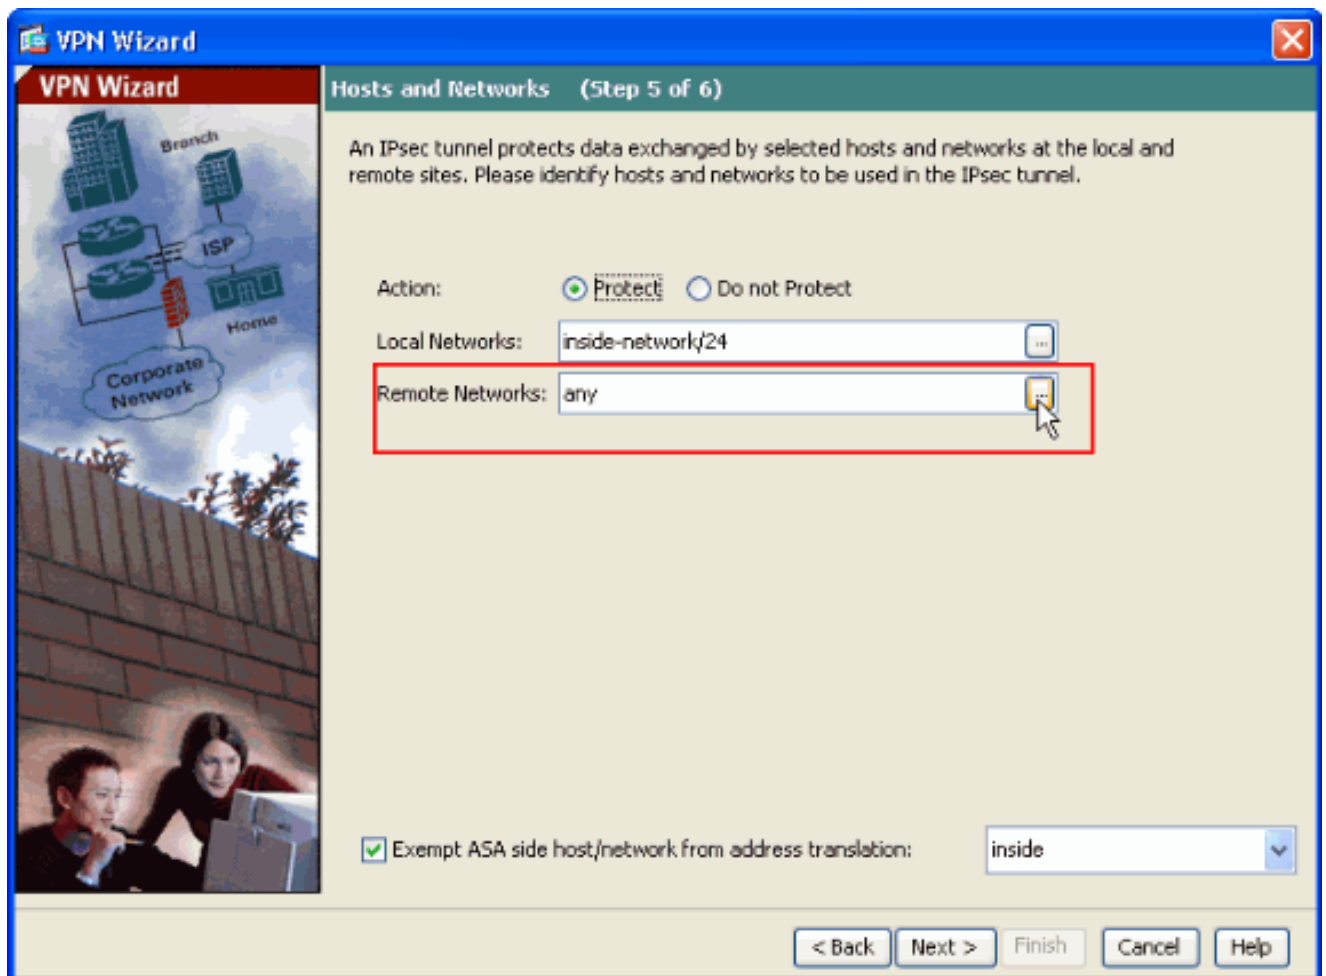 VPN Wizard
VPN Wizard
Hosts and Networks (Step 5 of 6)
Branch
ISP
Home
Corporate
Network
An IPsec tunnel protects data exchanged by selected hosts and networks at the local and
remote sites. Please identify hosts and networks to be used in the IPsec tunnel.
Action: Protect Do not Protect
Local Networks: inside-network/24 ...
Remote Networks: any ...
Exempt ASA side host/network from address translation: inside
< Back Next > Finish Cancel Help